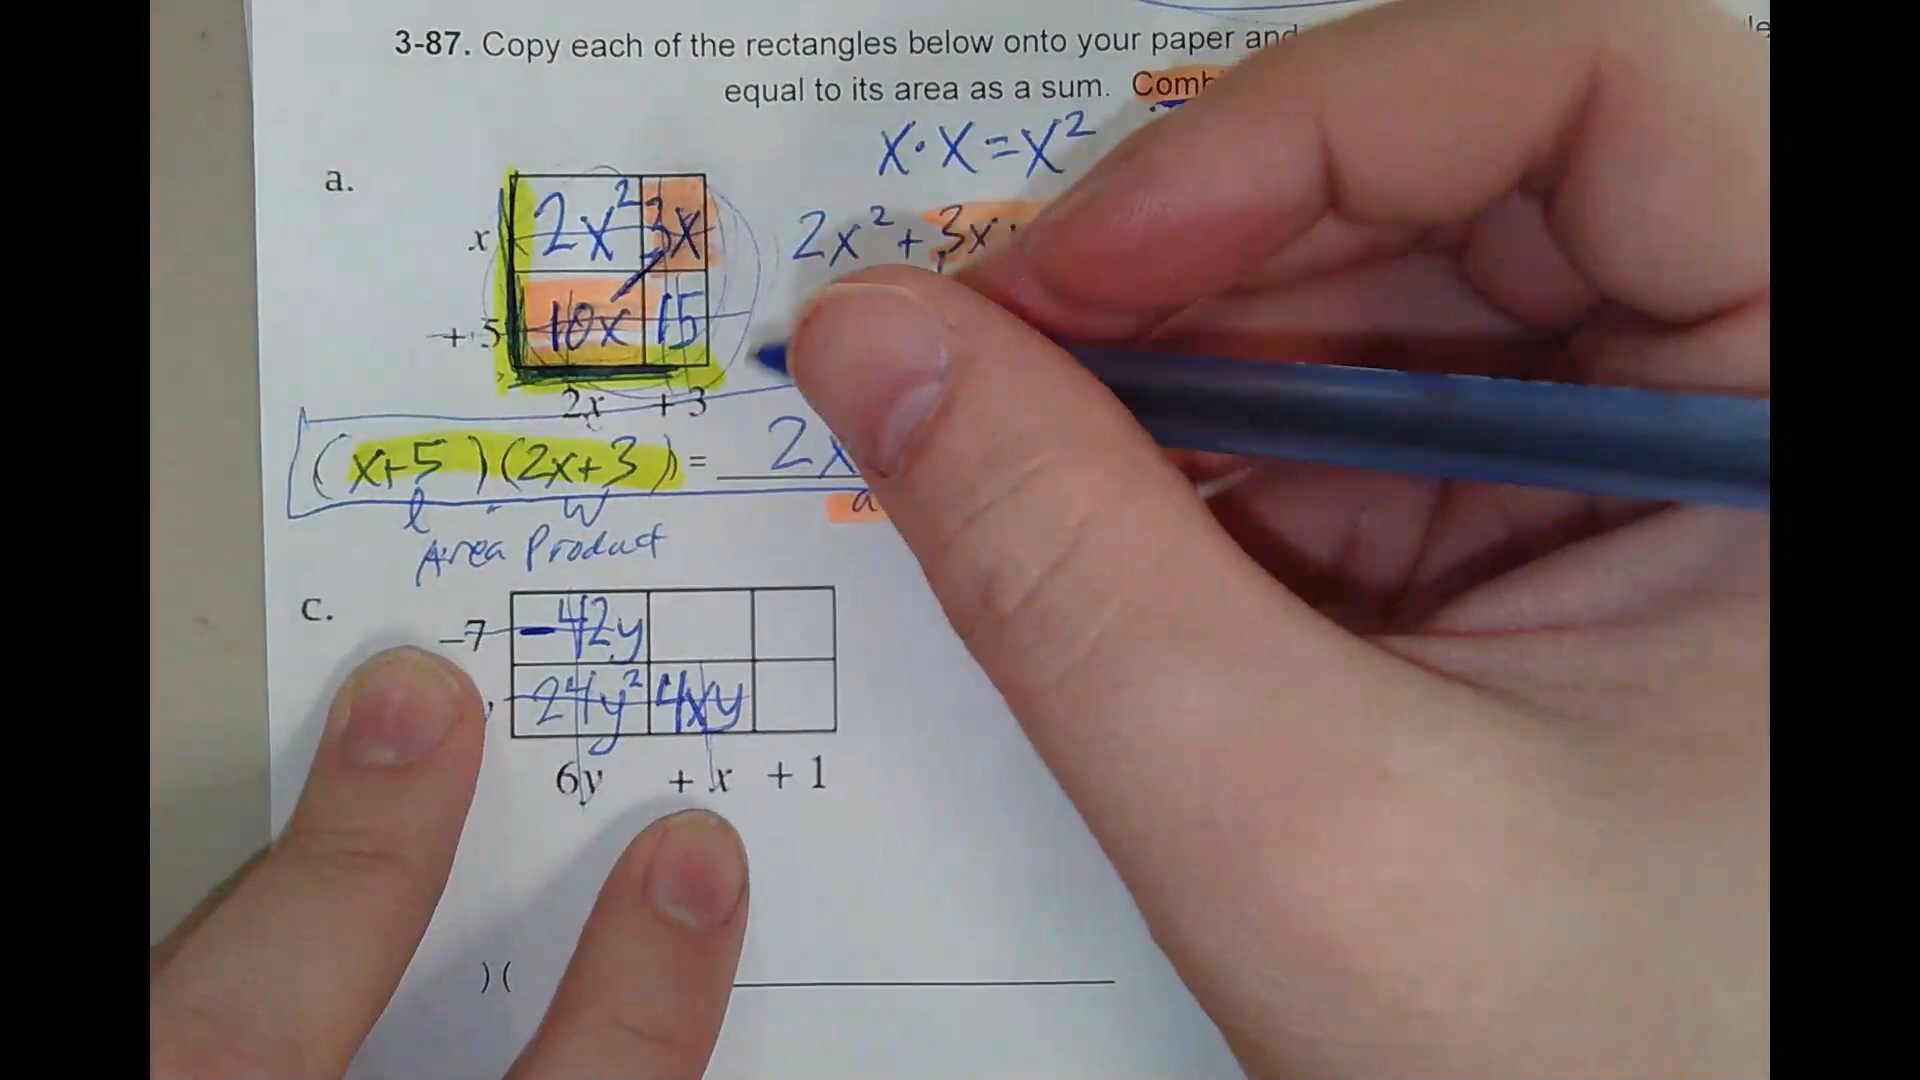 3-87. Copy each of the rectangles below onto your paper and
equal to its area as a sum. Comb
x·x=x²
a.
2x² 3x
x
2x²+3x
10x 15
+5
2x +3
(x+5)(2x+3) = 2x
l · w a
Area Product
c.
-42y
-7
24y² 4xy
6y + x + 1
)(